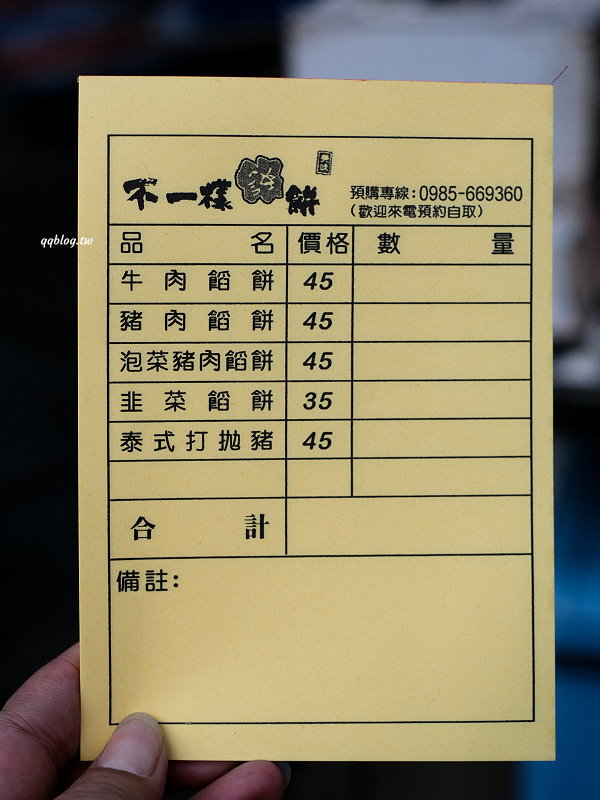 不一樣餡餅
預購專線:0985-669360
(歡迎來電預約自取)
qqblog.tw
品名 價格 數量
牛肉餡餅 45
豬肉餡餅 45
泡菜豬肉餡餅 45
韭菜餡餅 35
泰式打拋豬 45
合計
備註: